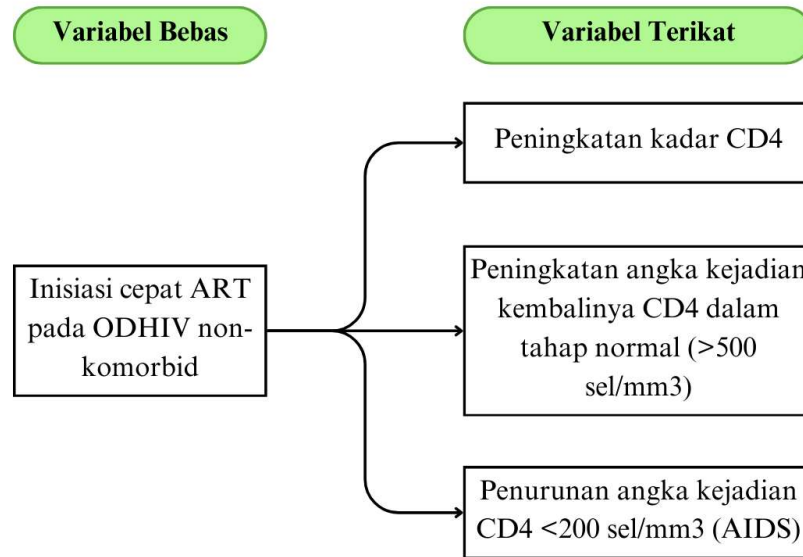 Variabel Bebas
Variabel Terikat
Peningkatan kadar CD4
Inisiasi cepat ART
pada ODHIV non-
komorbid
Peningkatan angka kejadian
kembalinya CD4 dalam
tahap normal (>500
sel/mm3)
Penurunan angka kejadian
CD4 <200 sel/mm3 (AIDS)